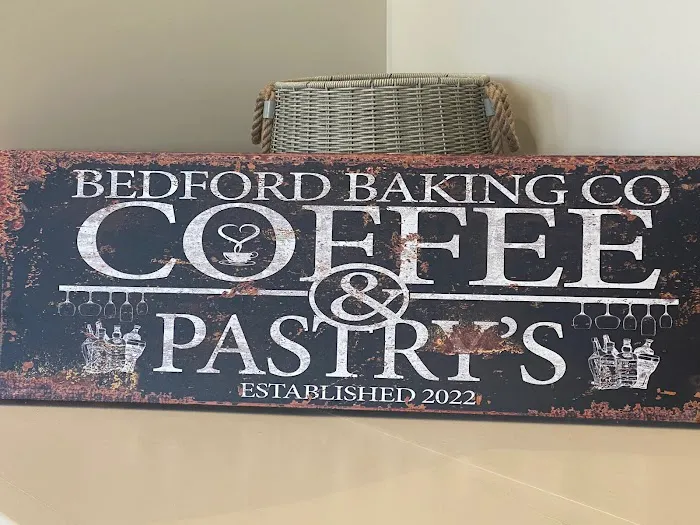 BEDFORD BAKING CO
COFFEE
&
PASTRY'S
ESTABLISHED 2022